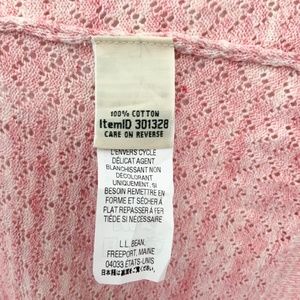 100% COTTON
ItemID 301328
CARE ON REVERSE
L'ENVERS CYCLE
DÉLICAT AGENT
BLANCHISSANT NON
DÉCOLORANT
UNIQUEMENT, SI
BESOIN REMETTRE EN
FORME ET SÉCHER À
PLAT REPASSER À FER
TIÈDE SI NÉCESSAIRE
L.L. BEAN,
FREEPORT, MAINE
04033 ÉTATS-UNIS